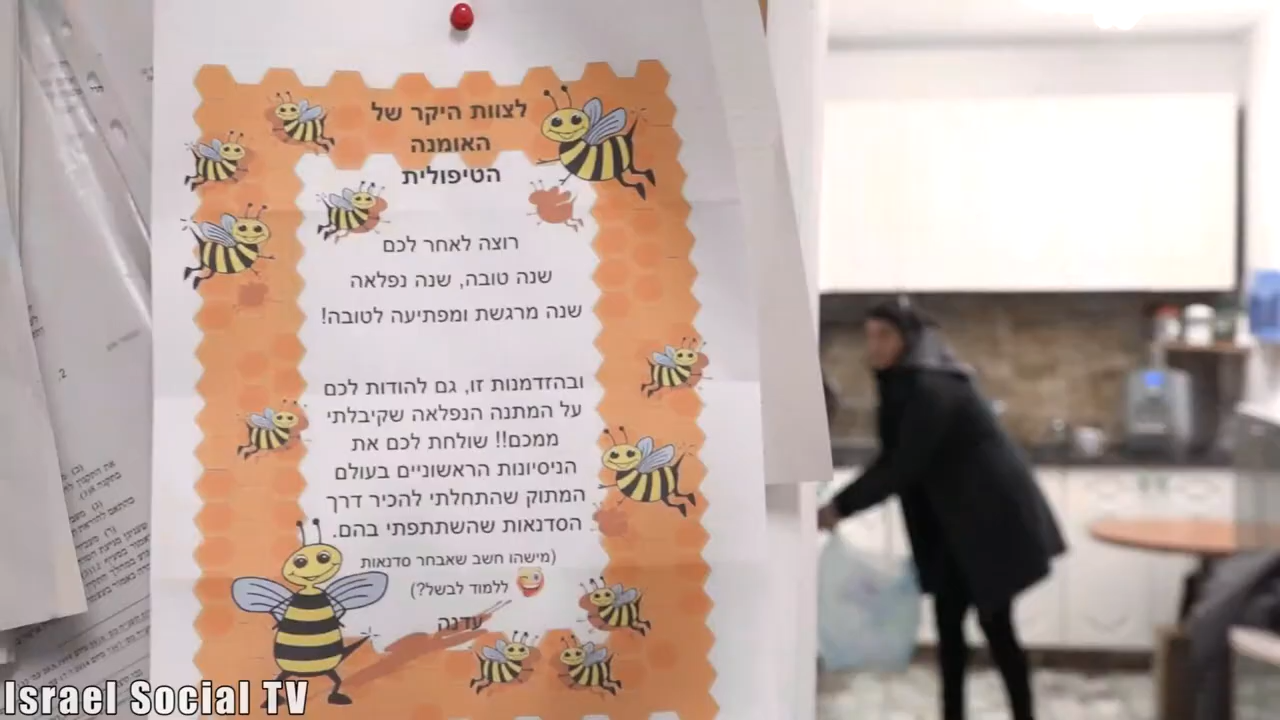 לצוות היקר של
האומנה
הטיפולית
רוצה לאחר לכם
שנה טובה, שנה נפלאה
שנה מרגשת ומפתיעה לטובה!
ובהזדמנות זו, גם להודות לכם
על המתנה הנפלאה שקיבלתי
ממכם!! שולחת לכם את
הניסיונות הראשוניים בעולם
המתוק שהתחלתי להכיר דרך
הסדנאות שהשתתפתי בהם.
(מישהו חשב שאבחר סדנאות
ללמוד לבשל?)
עדנה
Israel Social TV